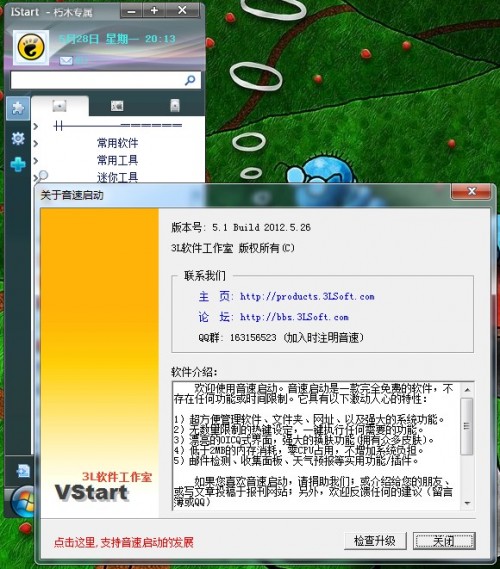 IStart - 朽木专属
5月28日 星期一 20:13
常用软件
常用工具
迷你工具
关于音速启动
版本号: 5.1 Build 2012.5.26
3L软件工作室 版权所有(C)
联系我们
主 页: http://products.3LSoft.com
论 坛: http://bbs.3LSoft.com
QQ群: 163156523 (加入时注明音速)
软件介绍:
欢迎使用音速启动。音速启动是一款完全免费的软件，不
存在任何功能或时间限制。它具有以下激动人心的特性:
1) 超方便管理软件、文件夹、网址、以及强大的系统功能。
2) 无数量限制的热键设定，一键执行任何需要的功能。
3) 漂亮的OICQ式界面，强大的换肤功能(拥有众多皮肤)。
4) 低于2MB的内存消耗，零CPU占用，不增加系统负担。
5) 邮件检测、收集面板、天气预报等实用功能/插件。
如果您喜欢音速启动，请捐助我们；或介绍给您的朋友、
或写文章投稿于报刊网站；另外，欢迎反馈任何的建议（留言
簿或QQ）
3L软件工作室
VStart
点击这里,支持音速启动的发展
检查升级
关闭